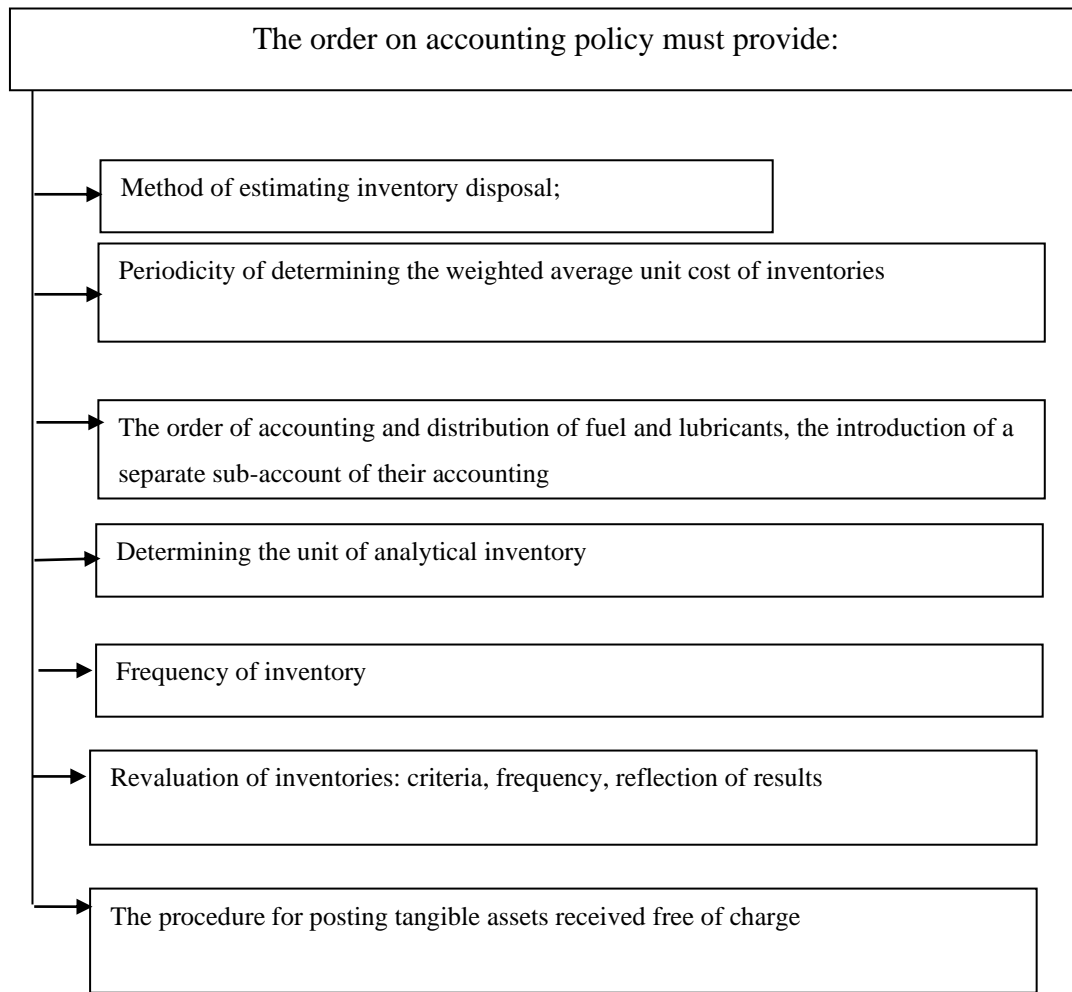 The order on accounting policy must provide:
Method of estimating inventory disposal;
Periodicity of determining the weighted average unit cost of inventories
The order of accounting and distribution of fuel and lubricants, the introduction of a
separate sub-account of their accounting
Determining the unit of analytical inventory
Frequency of inventory
Revaluation of inventories: criteria, frequency, reflection of results
The procedure for posting tangible assets received free of charge